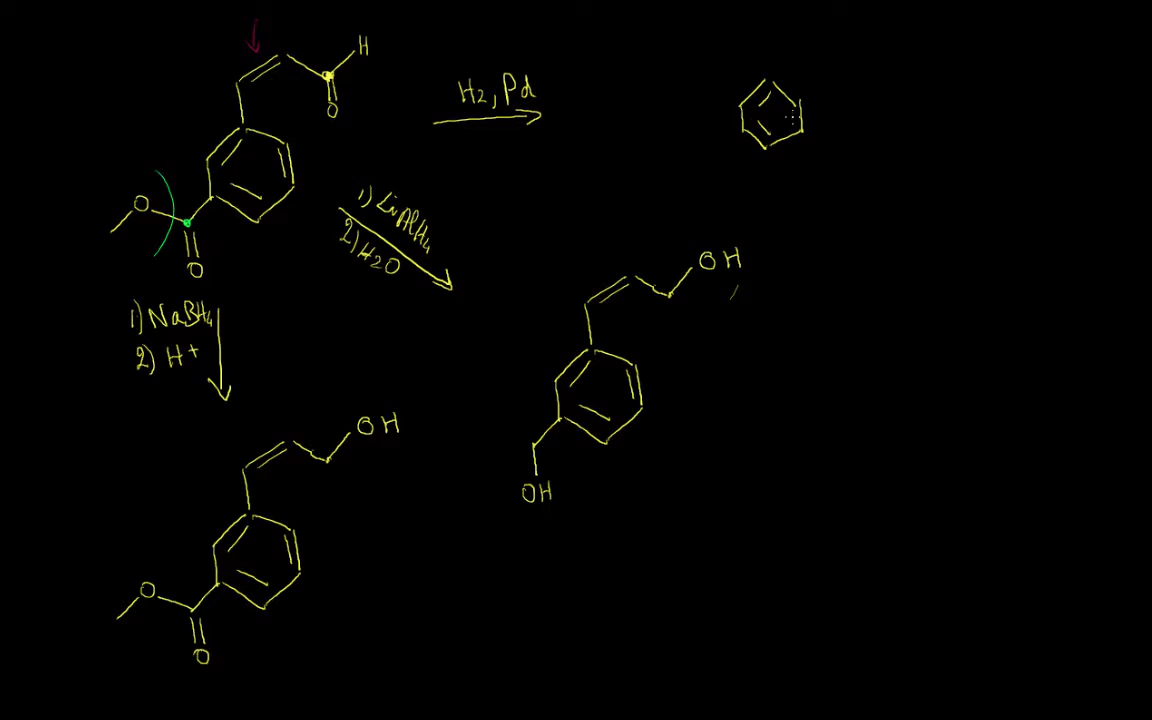 H
O
H2, Pd
O
O
1) LiAlH4
2) H2O
OH
1) NaBH4
2) H+
OH
OH
O
O